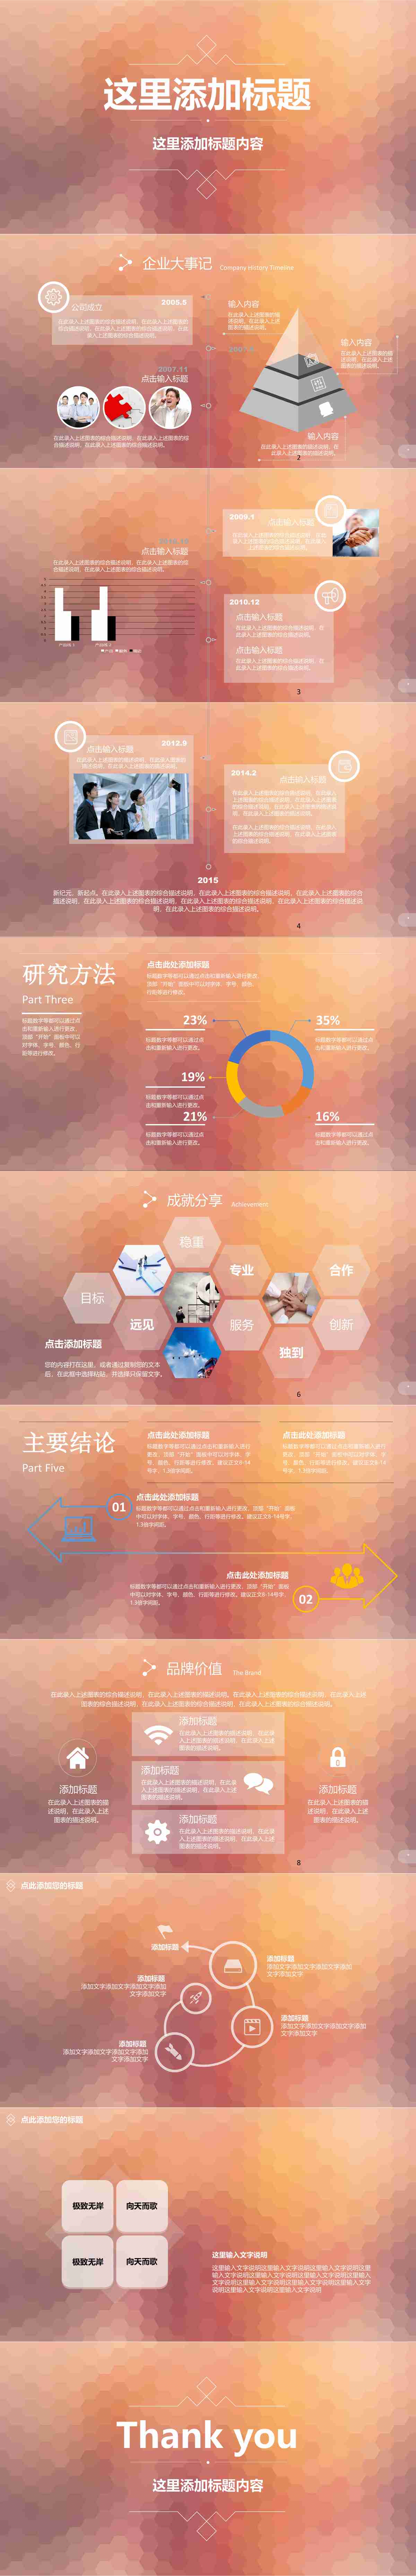 这里添加标题
这里添加标题内容
企业大事记 Company History Timeline
公司成立
2005.5
在此录入上述图表的综合描述说明，在此录入上述图表的
综合描述说明，在此录入上述图表的综合描述说明。在此
录入上述图表的综合描述说明。
2007.11
点击输入标题
在此录入上述图表的综合描述说明，在此录入上述图表的综
合描述说明，在此录入上述图表的综合描述说明。
输入内容
在此录入上述图表的描
述说明，在此录入上述
图表的描述说明。
输入内容
在此录入上述图表的描
述说明，在此录入上述
图表的描述说明。
输入内容
在此录入上述图表的描述说明，在
此录入上述图表的描述说明。
2
点击输入标题
在此录入上述图表的综合描述说明，在此录入上述图表的综
合描述说明，在此录入上述图表的综合描述说明。
2009.1
点击输入标题
2010.12
点击输入标题
在此录入上述图表的综合描述说明，在
此录入上述图表的综合描述说明。
点击输入标题
在此录入上述图表的综合描述说明，在
此录入上述图表的综合描述说明。
3
2012.9
点击输入标题
2014.2
点击输入标题
在此录入上述图表的综合描述说明，在此录入
上述图表的综合描述说明，在此录入上述图表
的综合描述说明，在此录入上述图表的综合描
述说明。
在此录入上述图表的综合描述说明，在此录入上
述图表的综合描述说明，在此录入上述图表
的综合描述说明。
2015
新纪元，新起点。在此录入上述图表的综合描述说明，在此录入上述图表的综合描述说明，在此录入上述图表的综合
描述说明，在此录入上述图表的综合描述说明，在此录入上述图表的综合描述说明，在此录入上述图表的综合描述说
明，在此录入上述图表的综合描述说明。
4
研究方法
Part Three
标题数字等都可以通过点
击和重新输入进行更改，
顶部“开始”面板中可以
对字体、字号、颜色、行
距等进行修改。
点击此处添加标题
标题数字等都可以通过点击和重新输入进行更改，
顶部“开始”面板中可以对字体、字号、颜色、
行距等进行修改。
23%
标题数字等都可以通过点
击和重新输入进行更改。
35%
标题数字等都可以通过点
击和重新输入进行更改。
19%
标题数字等都可以通过点
击和重新输入进行更改。
21%
标题数字等都可以通过点
击和重新输入进行更改。
16%
标题数字等都可以通过点
击和重新输入进行更改。
成就分享 Achievement
稳重
专业
合作
目标
远见
服务
创新
独到
点击添加标题
您的内容打在这里，或者通过复制您的文本
后，在此框中选择粘贴，并选择只保留文字。
6
主要结论
Part Five
点击此处添加标题
标题数字等都可以通过点击和重新输入进行
更改，顶部“开始”面板中可以对字体、字
号、颜色、行距等进行修改。建议正文8-14
号字，1.3倍字间距。
点击此处添加标题
标题数字等都可以通过点击和重新输入进行
更改，顶部“开始”面板中可以对字体、字
号、颜色、行距等进行修改。建议正文8-14
号字，1.3倍字间距。
01
点击此处添加标题
标题数字等都可以通过点击和重新输入进行更改，顶部“开始”面板
中可以对字体、字号、颜色、行距等进行修改。建议正文8-14号字，
1.3倍字间距。
点击此处添加标题
标题数字等都可以通过点击和重新输入进行更改，顶部“开始”面板
中可以对字体、字号、颜色、行距等进行修改。建议正文8-14号字，
1.3倍字间距。
02
品牌价值 The Brand
在此录入上述图表的综合描述说明，在此录入上述图表的描述说明。在此录入上述图表的综合描述说明，在此录入上述
图表的综合描述说明，在此录入上述图表的综合描述说明，在此录入上述图表的综合描述说明。
添加标题
在此录入上述图表的描
述说明，在此录入上述
图表的描述说明。
添加标题
在此录入上述图表的描述说明，在此录
入上述图表的描述说明，在此录入上述
图表的描述说明。
添加标题
在此录入上述图表的描述说明，在此录
入上述图表的描述说明，在此录入上述
图表的描述说明。
添加标题
在此录入上述图表的描述说明，在此录
入上述图表的描述说明，在此录入上述
图表的描述说明。
添加标题
在此录入上述图表的描
述说明，在此录入上述
图表的描述说明。
8
点此添加您的标题
添加标题
添加标题
添加文字添加文字添加文字添加
文字添加文字
添加标题
添加文字添加文字添加文字添加
文字添加文字
添加标题
添加文字添加文字添加文字添加
文字添加文字
添加标题
添加文字添加文字添加文字添加
文字添加文字
点此添加您的标题
极致无岸
向天而歌
极致无岸
向天而歌
这里输入文字说明
这里输入文字说明这里输入文字说明这里输入文字说明这里
输入文字说明这里输入文字说明这里输入文字说明这里输入
文字说明这里输入文字说明这里输入文字说明这里输入文字
说明这里输入文字说明这里输入文字说明
Thank you
这里添加标题内容